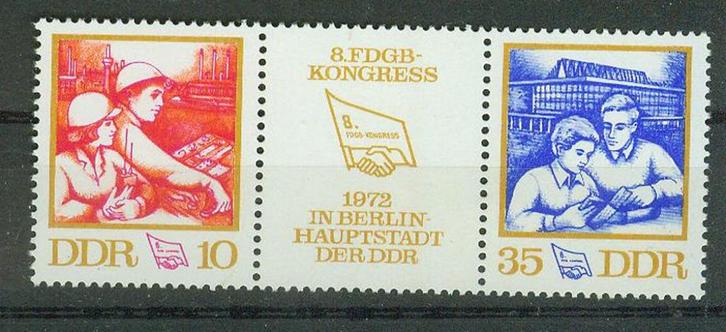 DDR 10
8.FDGB-
KONGRESS
8.
FDGB-KONGRESS
1972
IN BERLIN-
HAUPTSTADT
DER DDR
35 DDR